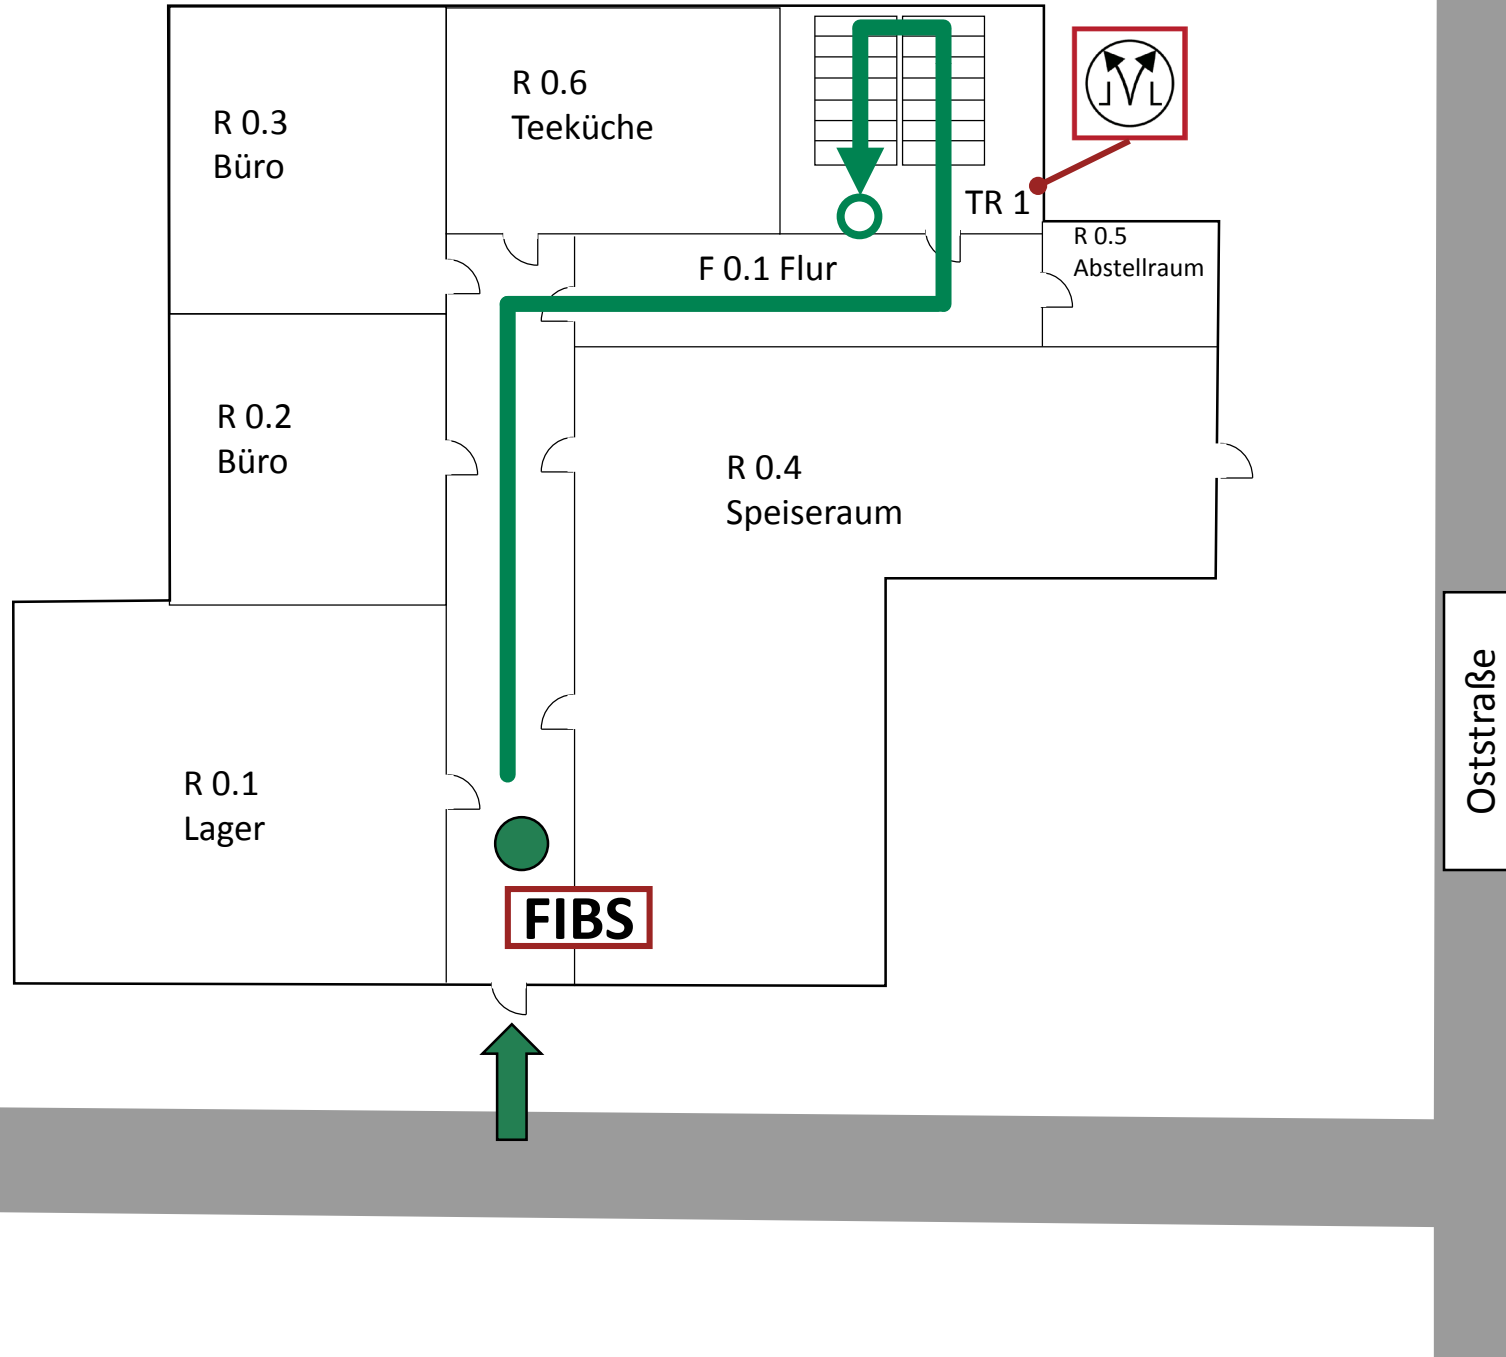 R 0.3
Büro
R 0.6
Teeküche
TR 1
R 0.5
Abstellraum
F 0.1 Flur
R 0.2
Büro
R 0.4
Speiseraum
R 0.1
Lager
FIBS
Oststraße